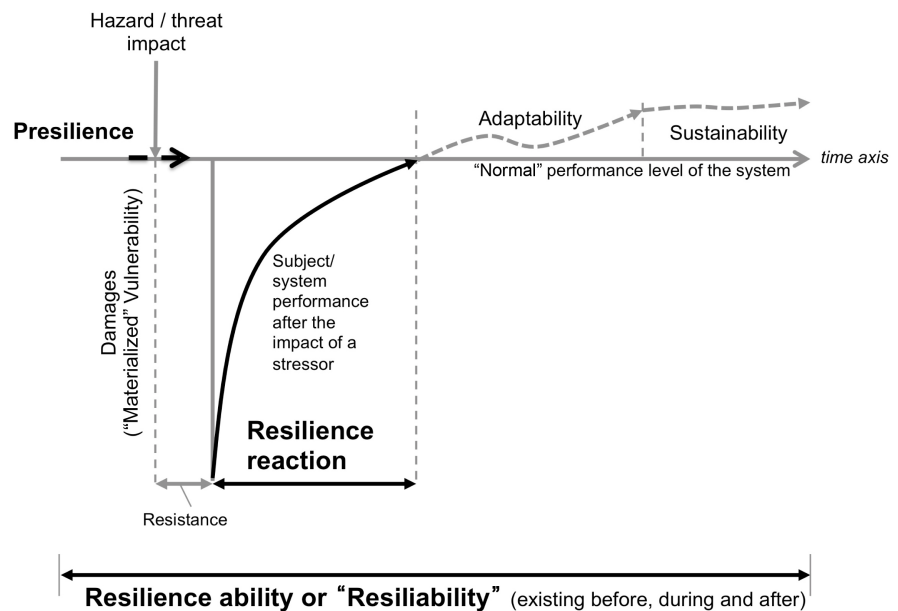 Hazard / threat
impact
Presilience
Adaptability
Sustainability
time axis
“Normal” performance level of the system
Damages
(“Materialized” Vulnerability)
Subject/
system
performance
after the
impact of a
stressor
Resilience
reaction
Resistance
Resilience ability or “Resiliability” (existing before, during and after)